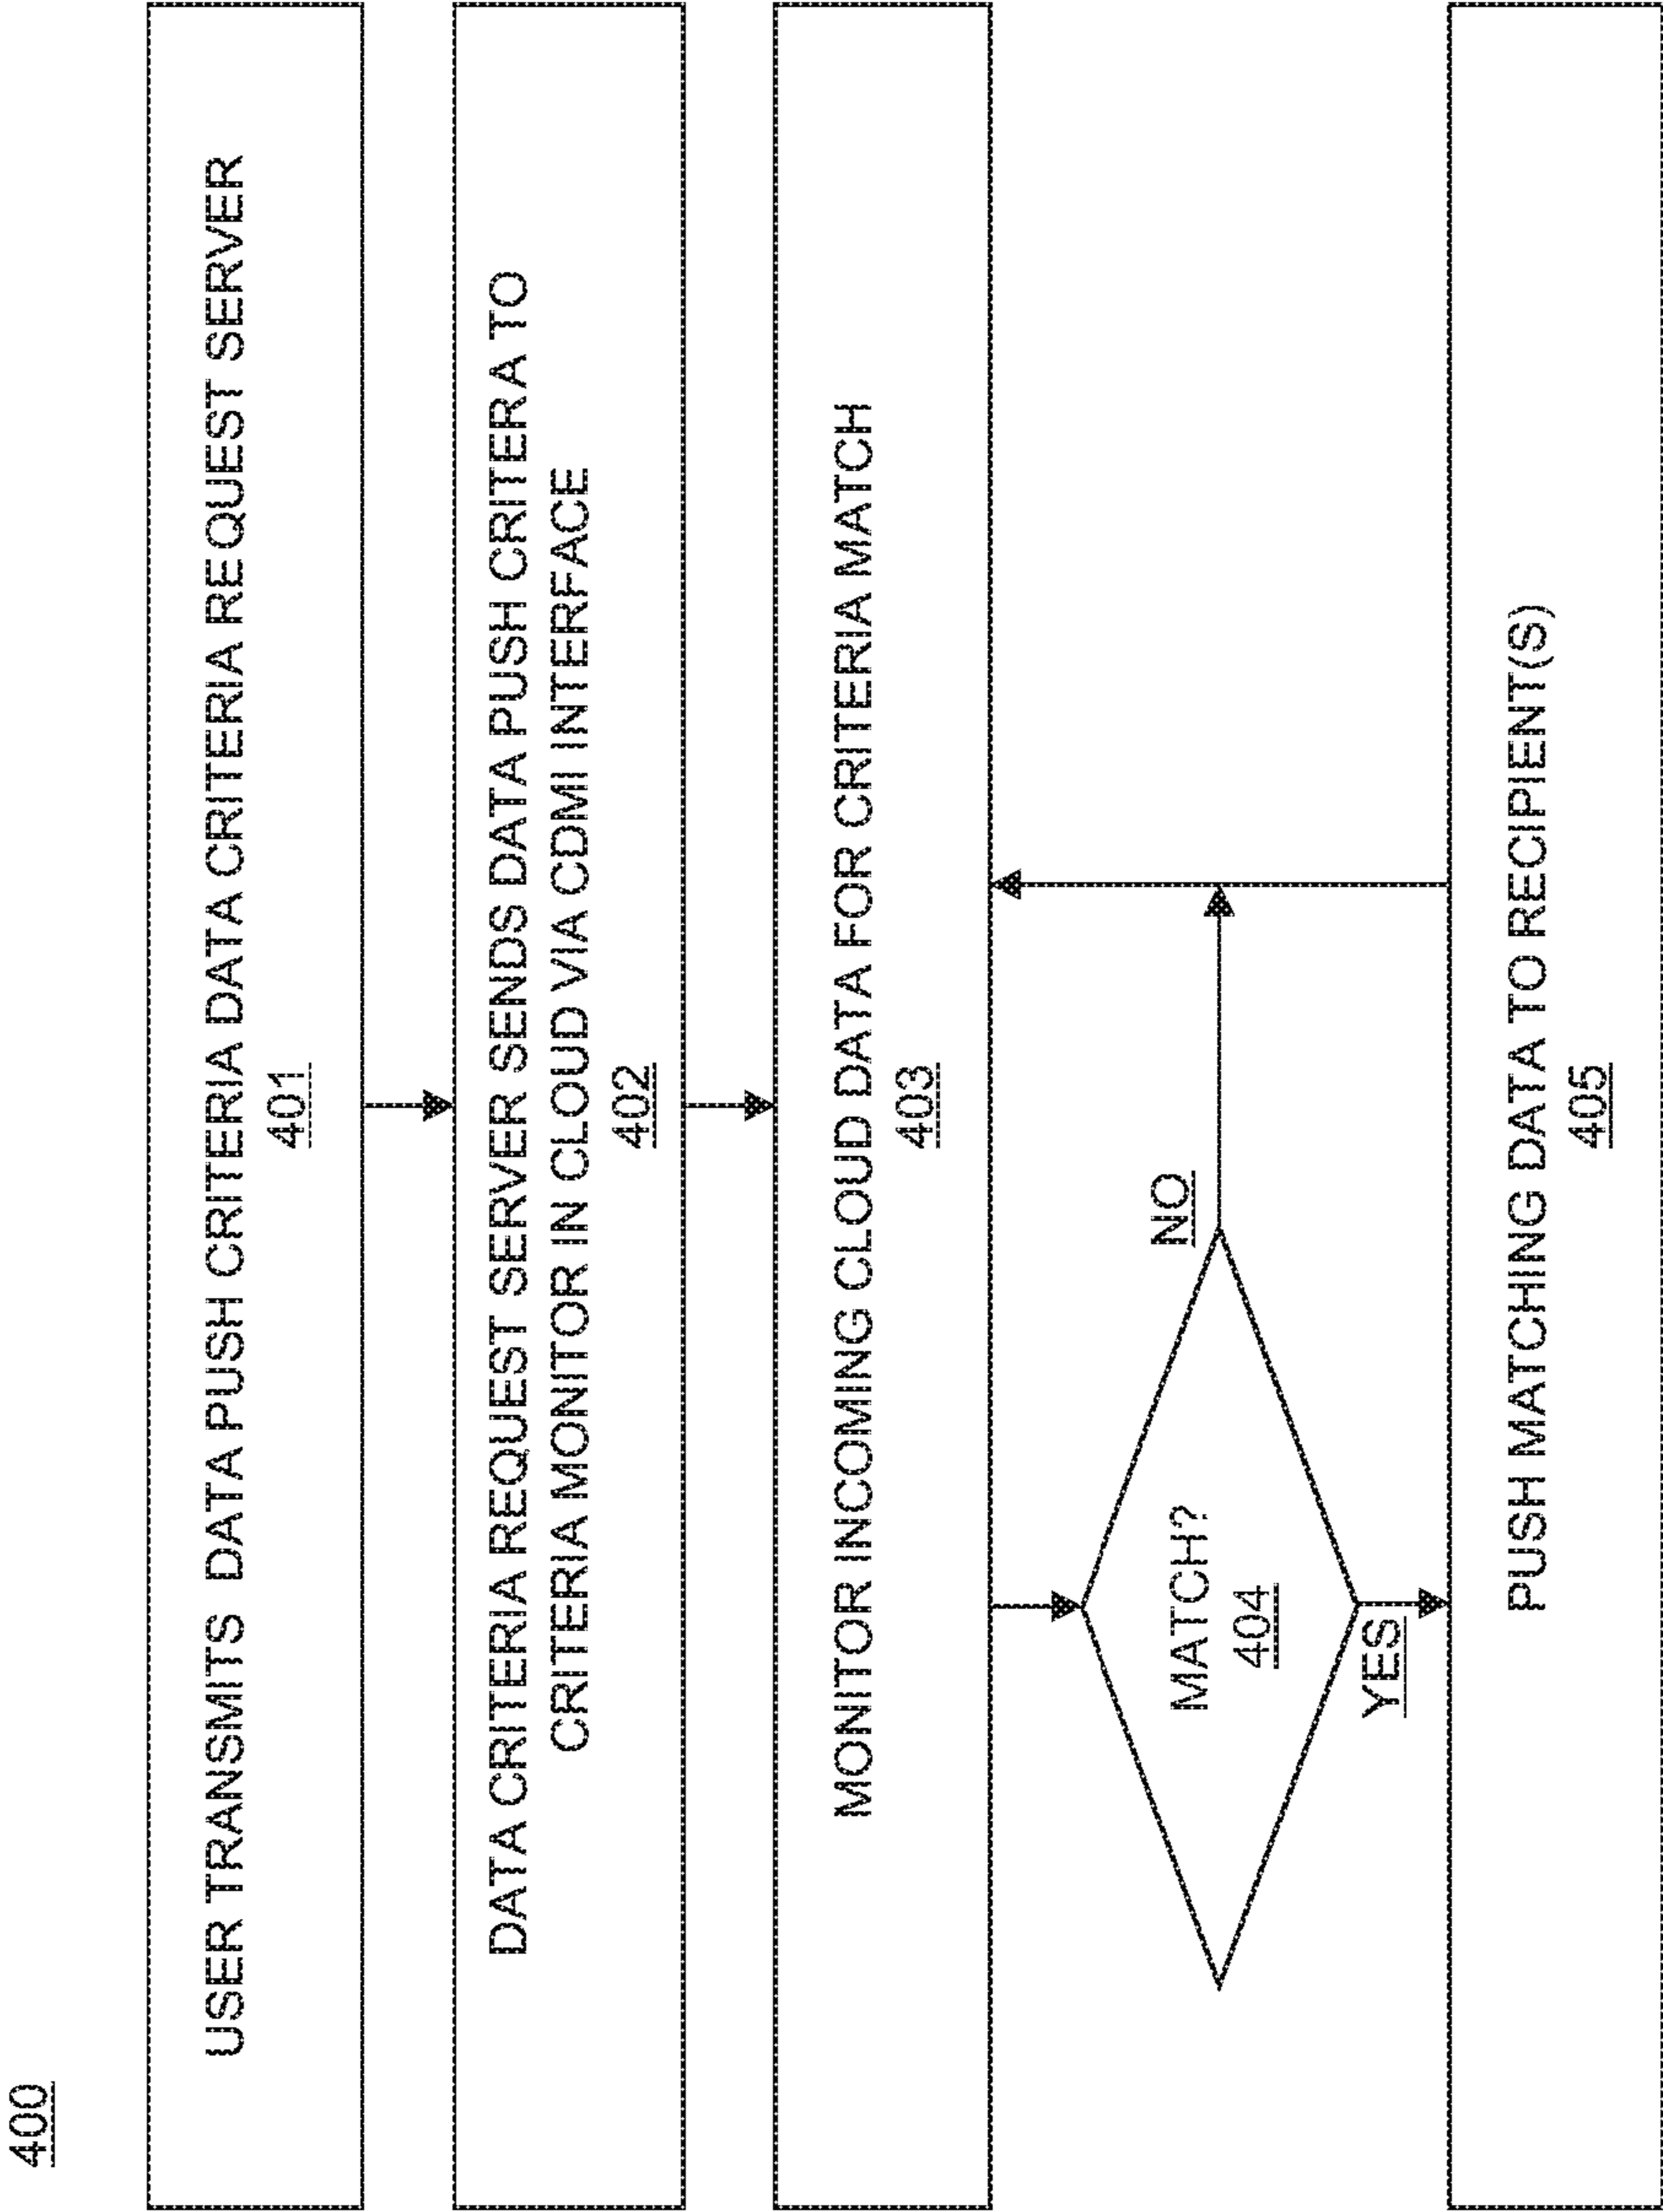 400
USER TRANSMITS DATA PUSH CRITERIA DATA CRITERIA REQUEST SERVER
401
DATA CRITERIA REQUEST SERVER SENDS DATA PUSH CRITERA TO
CRITERIA MONITOR IN CLOUD VIA CDMI INTERFACE
402
MONITOR INCOMING CLOUD DATA FOR CRITERIA MATCH
403
MATCH?
404
NO
YES
PUSH MATCHING DATA TO RECIPIENT(S)
405